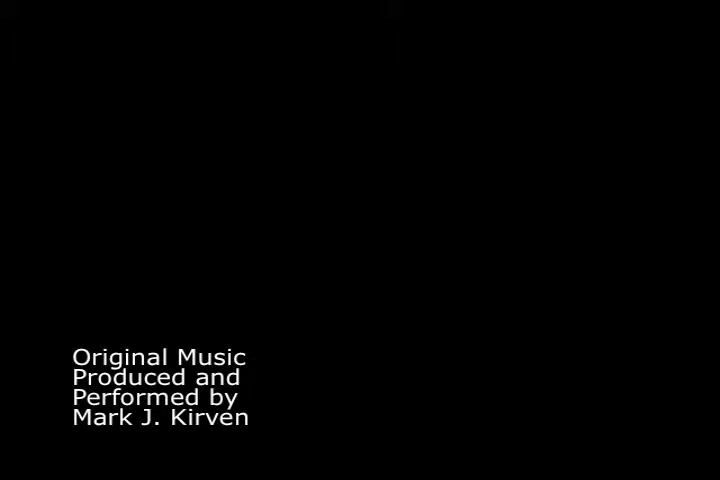 Original Music
Produced and
Performed by
Mark J. Kirven